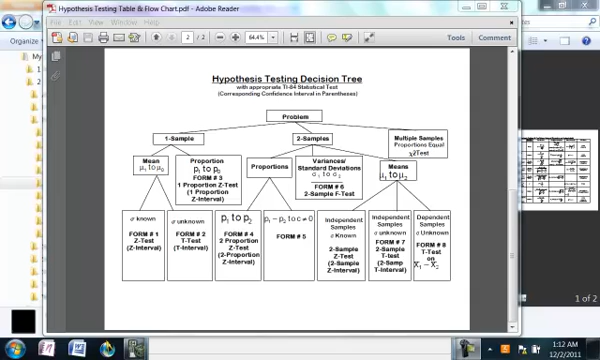 Hypothesis Testing Table & Flow Chart.pdf - Adobe Reader
File Edit View Window Help
2 / 2 64.4% Tools Comment
Organize
Hypothesis Testing Decision Tree
with appropriate TI-84 Statistical Test
(Corresponding Confidence Interval in Parentheses)
Problem
1-Sample
2-Samples
Multiple Samples
Proportions Equal
χ2Test
Mean
μ1 to μ0
Proportion
p1 to p0
FORM # 3
1 Proportion Z-Test
(1 Proportion
Z-Interval)
Proportions
Variances/
Standard Deviations
σ1 to σ2
FORM # 6
2-Sample F-Test
Means
μ1 to μ2
σ known
FORM # 1
Z-Test
(Z-Interval)
σ unknown
FORM # 2
T-Test
(T-Interval)
p1 to p2
FORM # 4
2 Proportion
Z-Test
(2-Proportion
Z-Interval)
p1 − p2 to c ≠ 0
FORM # 5
Independent
Samples
σ Known
2-Sample
Z-Test
(2-Sample
Z-Interval)
Independent
Samples
σ unknown
FORM # 7
2-Sample
T-test
(2-Samp
T-Interval)
Dependent
Samples
σ Unknown
FORM # 8
T-Test
on
x̄1 − x̄2
1 of 2
1:12 AM
12/2/2011